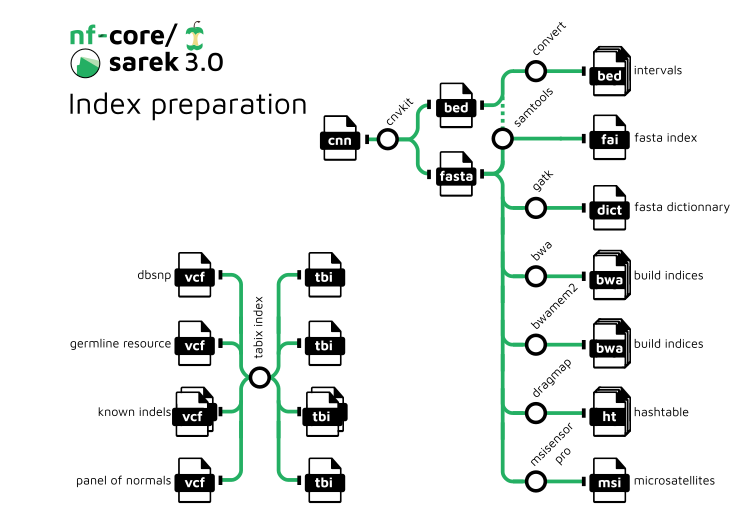 nf-core/
sarek 3.0
Index preparation
cnn
cnvkit
bed
fasta
convert
bed
intervals
samtools
fai
fasta index
gatk
dict
fasta dictionnary
bwa
bwa
build indices
bwamem2
bwa
build indices
dragmap
ht
hashtable
msisensor
pro
msi
microsatellites
dbsnp
vcf
tbi
germline resource
vcf
tbi
tabix index
known indels
vcf
tbi
panel of normals
vcf
tbi